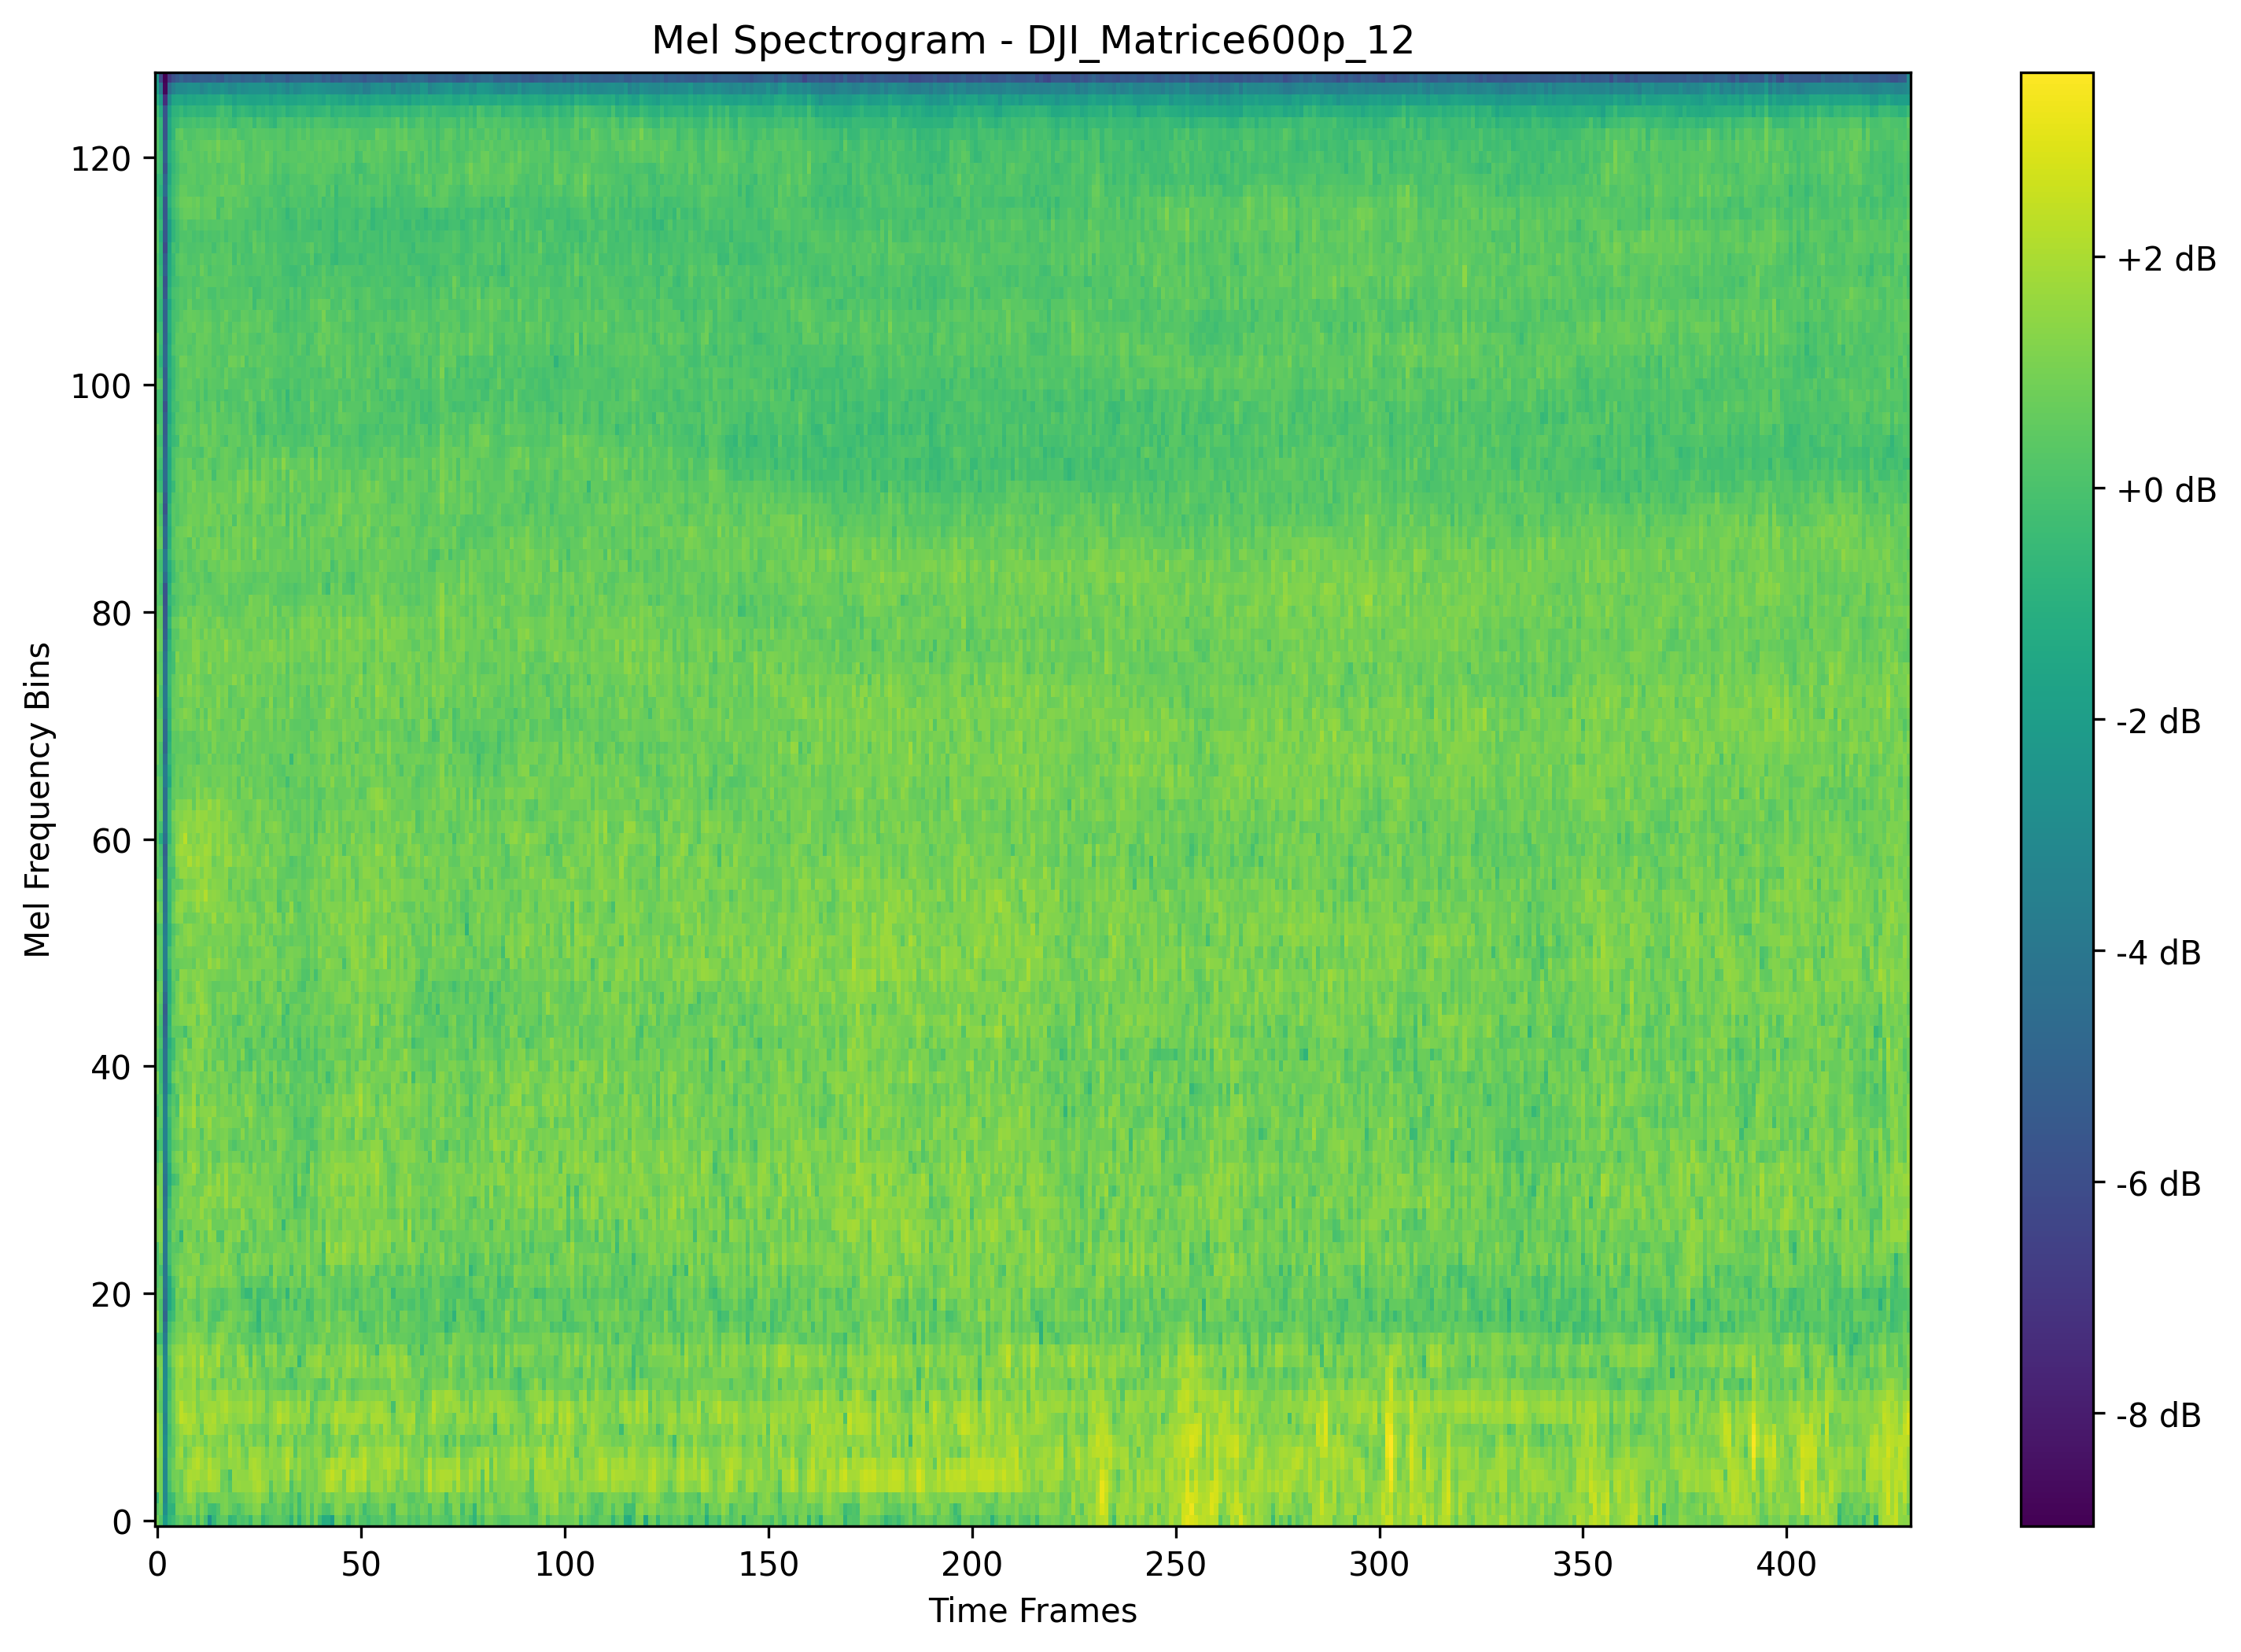 Mel Spectrogram - DJI_Matrice600p_12
120
100
80
60
40
20
0
Mel Frequency Bins
0 50 100 150 200 250 300 350 400
Time Frames
+2 dB
+0 dB
-2 dB
-4 dB
-6 dB
-8 dB